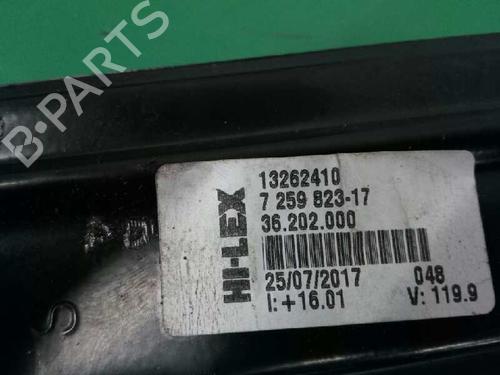 B-PARTS
HI-LEX
13262410
7 259 823-17
36.202.000
25/07/2017 048
I: +16.01 V: 119.9